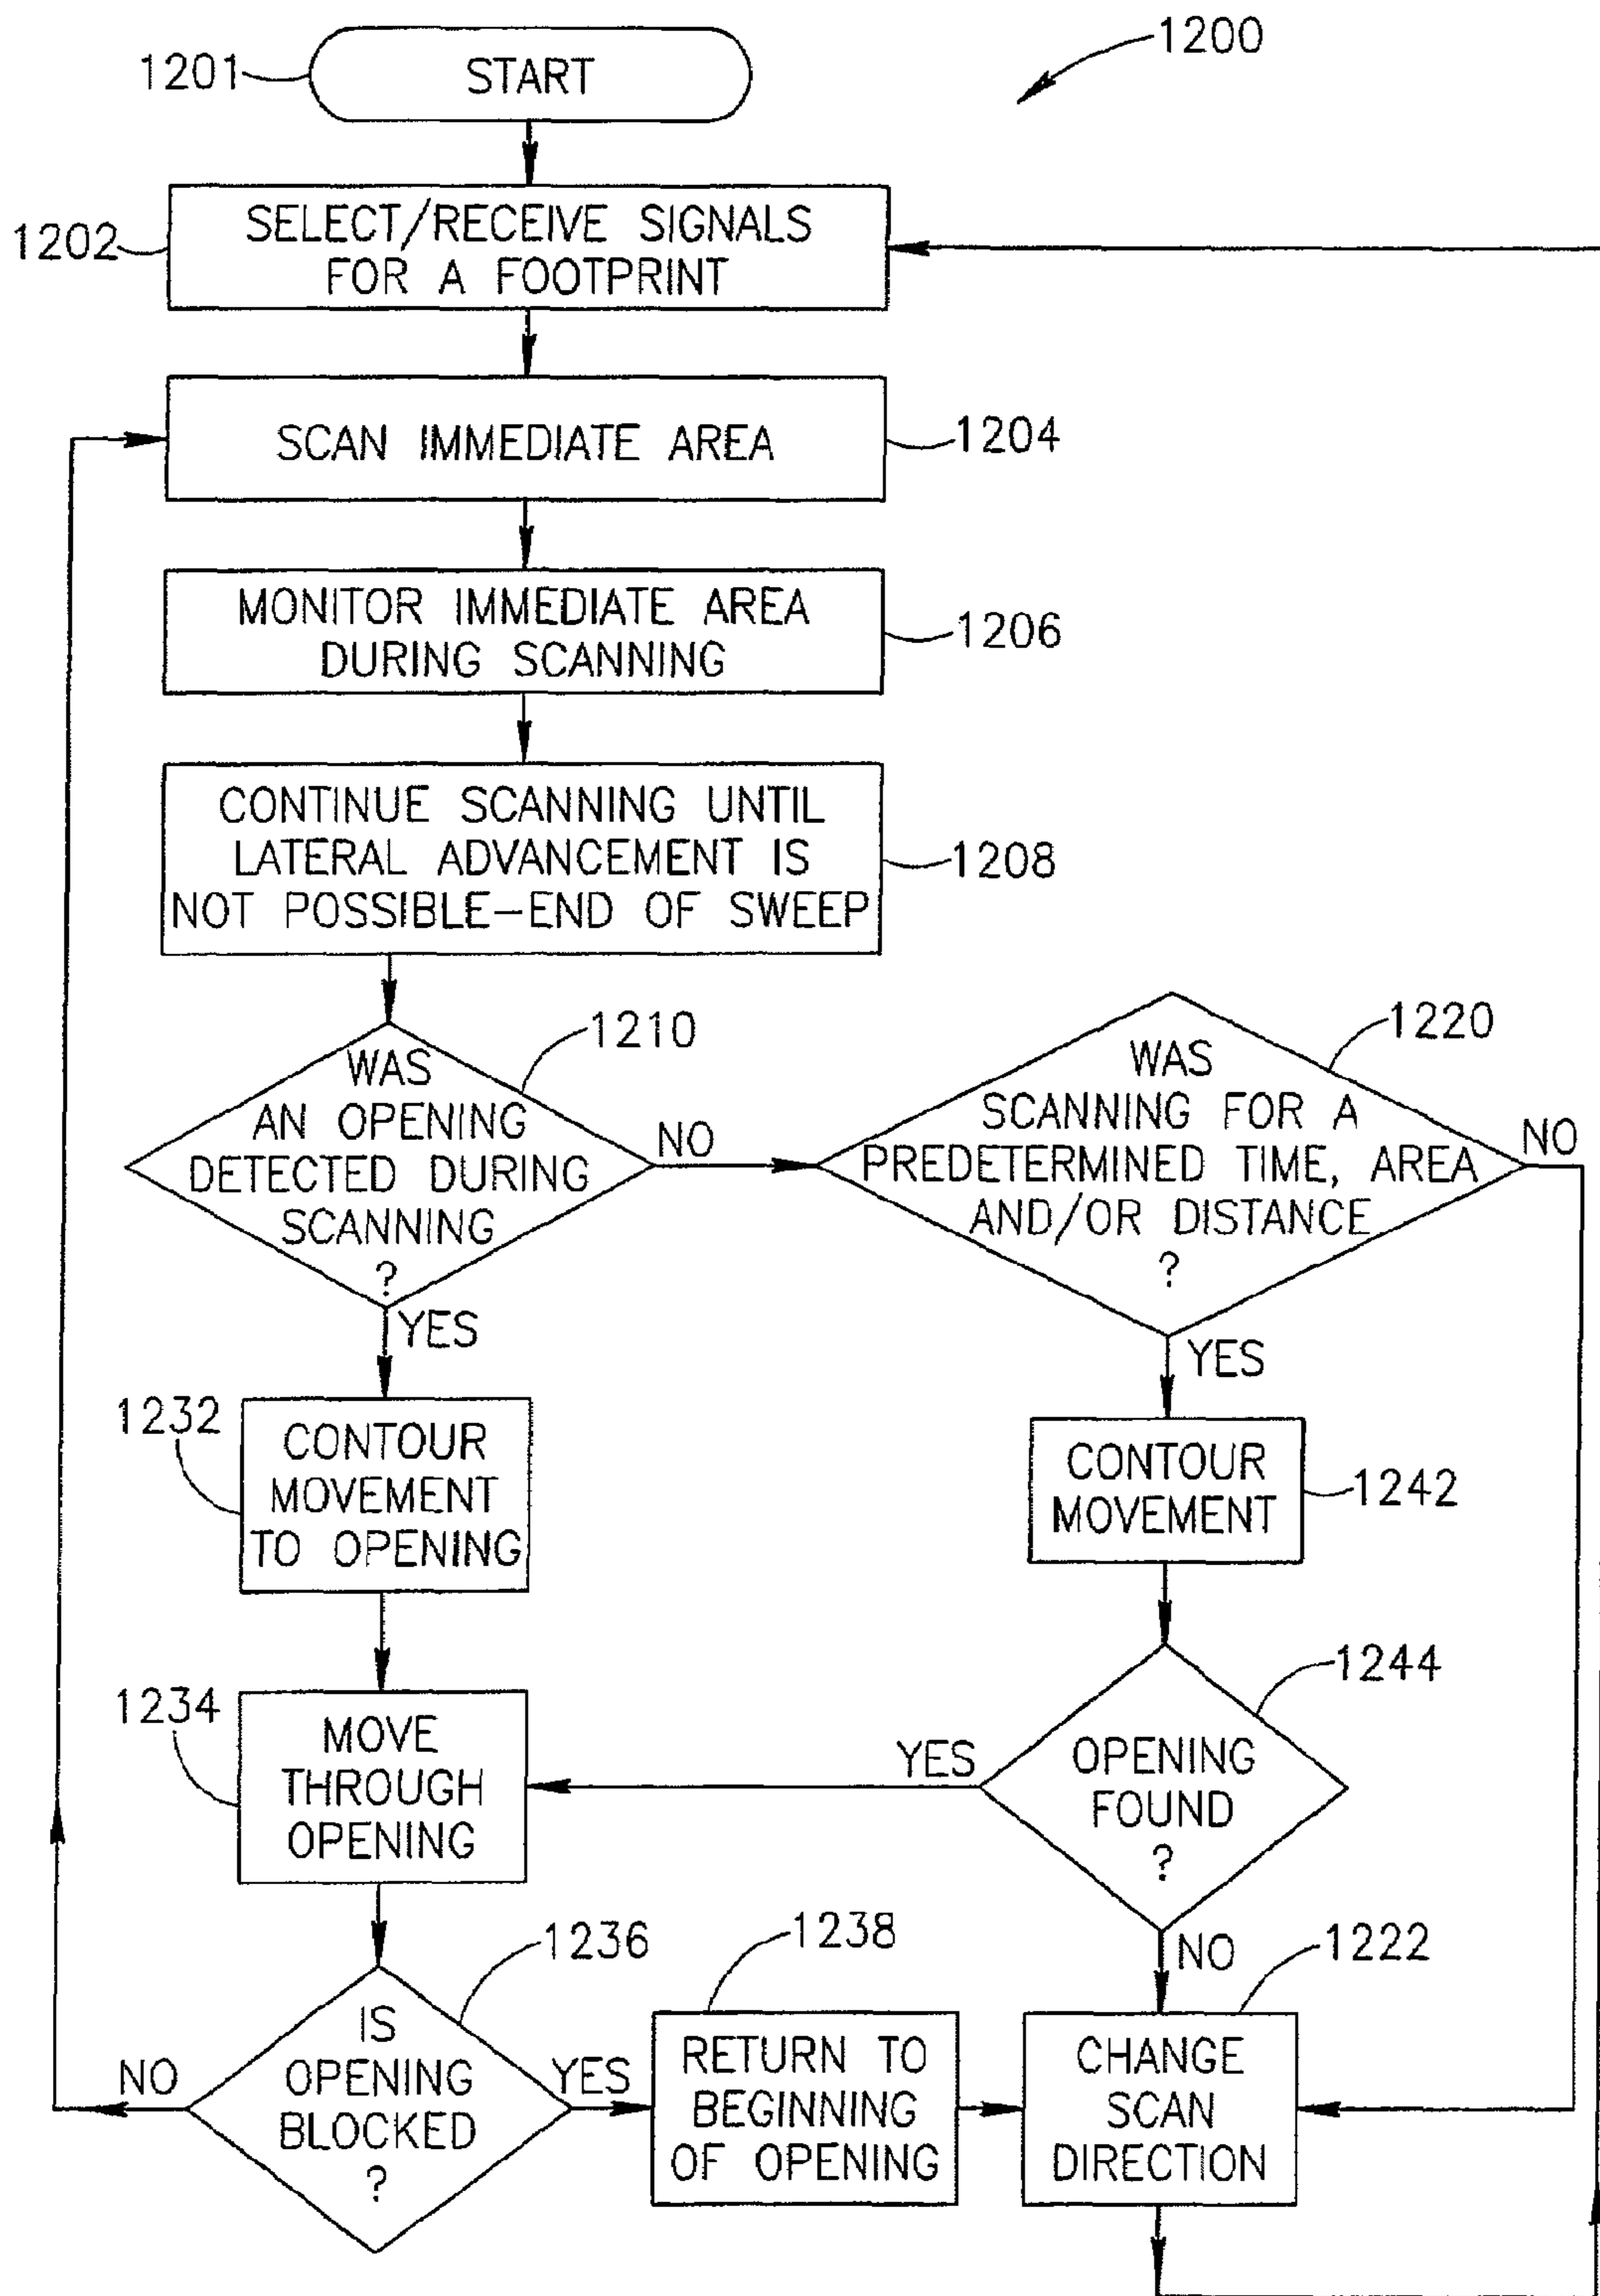 1200
1201
START
1202
SELECT/RECEIVE SIGNALS
FOR A FOOTPRINT
SCAN IMMEDIATE AREA
1204
MONITOR IMMEDIATE AREA
DURING SCANNING
1206
CONTINUE SCANNING UNTIL
LATERAL ADVANCEMENT IS
NOT POSSIBLE-END OF SWEEP
1208
1210
WAS
AN OPENING
DETECTED DURING
SCANNING
?
NO
YES
1220
WAS
SCANNING FOR A
PREDETERMINED TIME, AREA
AND/OR DISTANCE
?
NO
YES
1232
CONTOUR
MOVEMENT
TO OPENING
CONTOUR
MOVEMENT
1242
1234
MOVE
THROUGH
OPENING
1244
OPENING
FOUND
?
YES
NO
1236
IS
OPENING
BLOCKED
?
NO
YES
1238
RETURN TO
BEGINNING
OF OPENING
1222
CHANGE
SCAN
DIRECTION